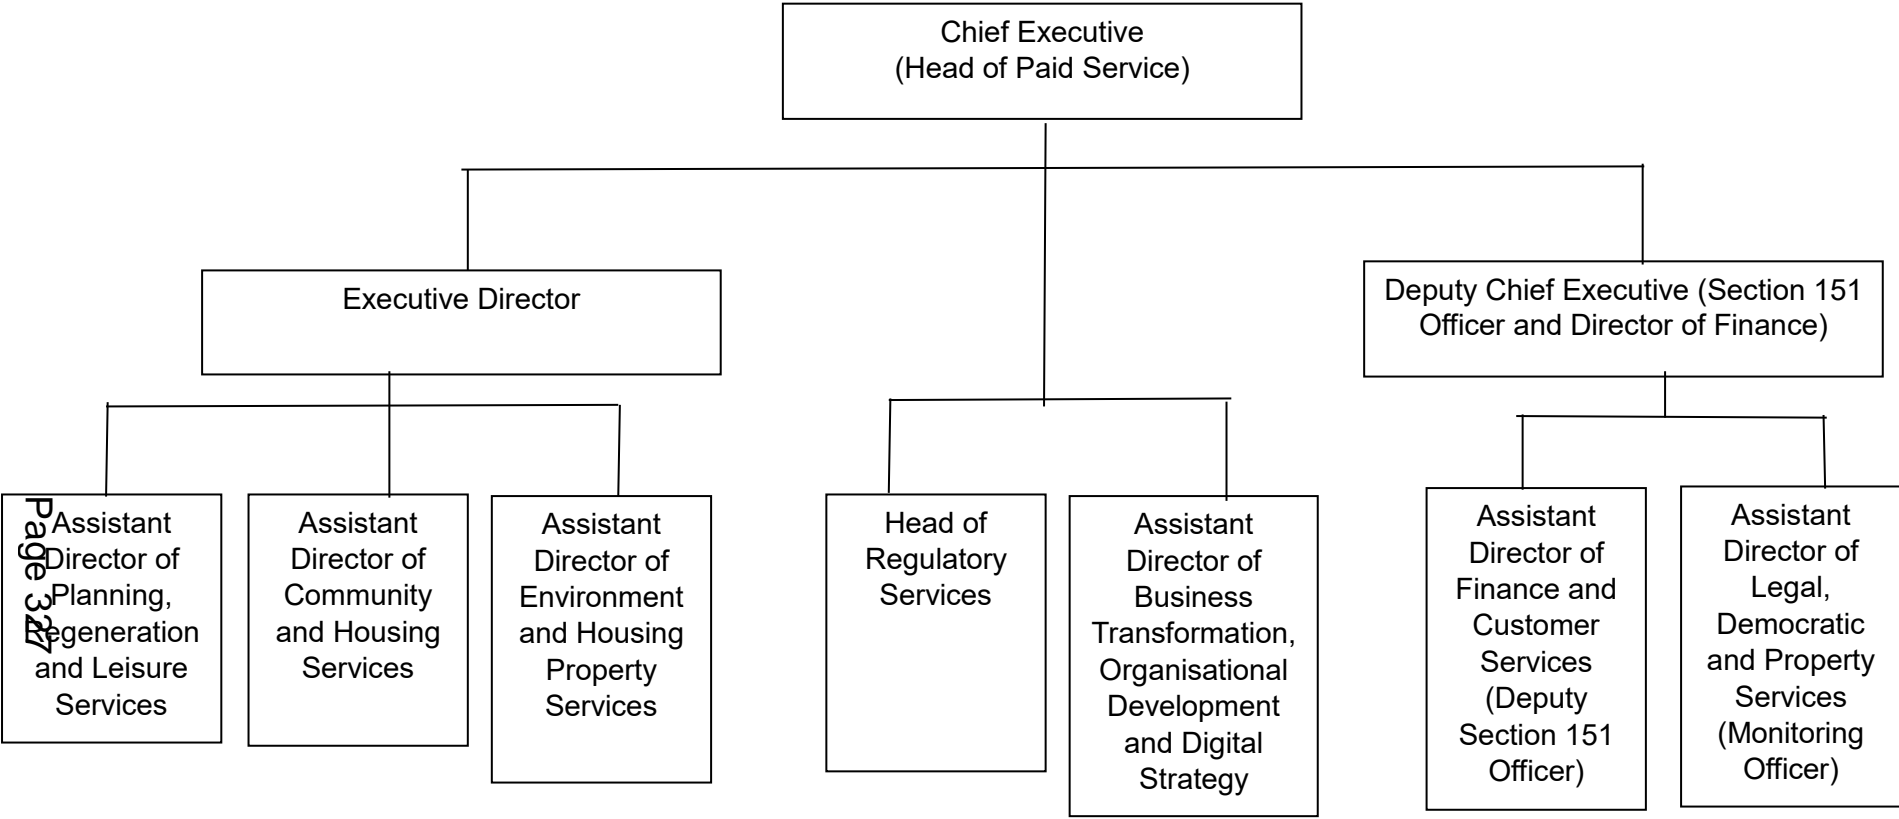 Chief Executive
(Head of Paid Service)
Executive Director
Deputy Chief Executive (Section 151
Officer and Director of Finance)
Assistant
Director of
Planning,
Regeneration
and Leisure
Services
Assistant
Director of
Community
and Housing
Services
Assistant
Director of
Environment
and Housing
Property
Services
Head of
Regulatory
Services
Assistant
Director of
Business
Transformation,
Organisational
Development
and Digital
Strategy
Assistant
Director of
Finance and
Customer
Services
(Deputy
Section 151
Officer)
Assistant
Director of
Legal,
Democratic
and Property
Services
(Monitoring
Officer)
Page 327